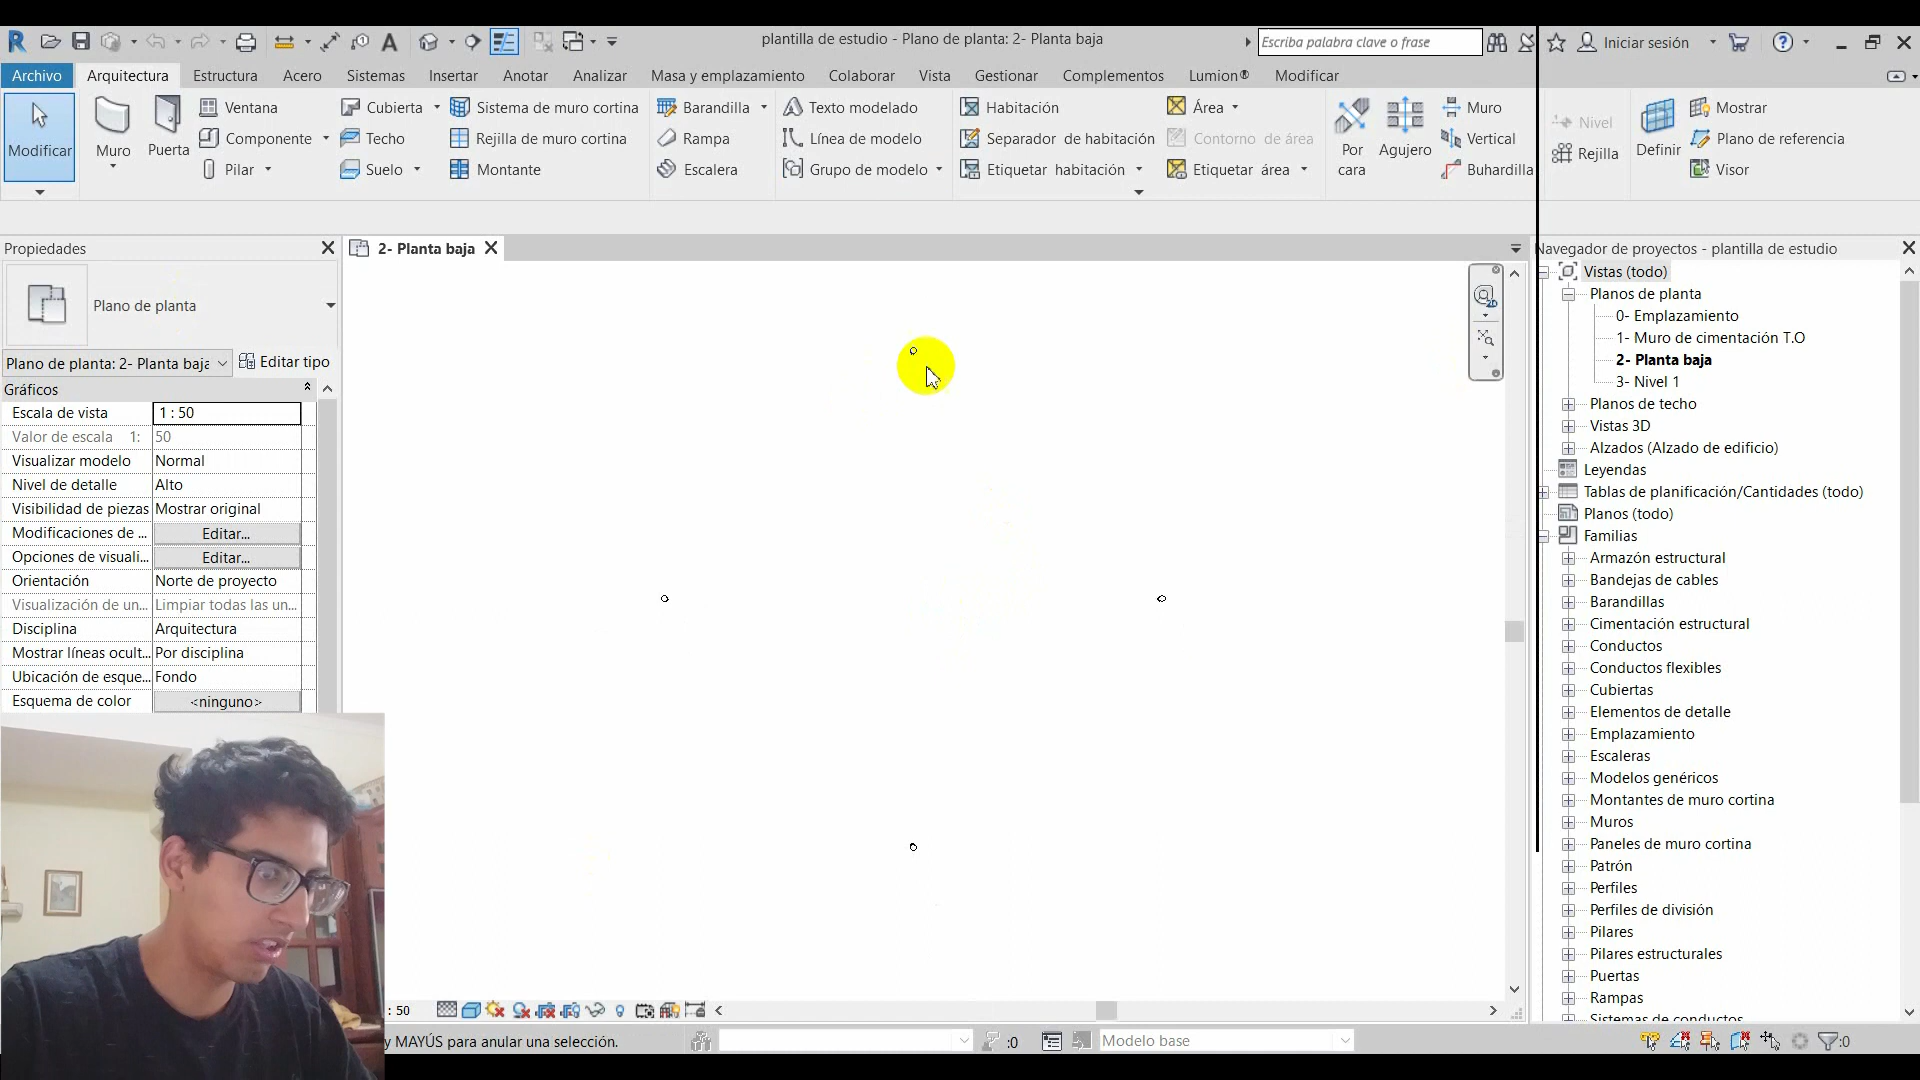 plantilla de estudio - Plano de planta: 2- Planta baja
Escriba palabra clave o frase
Iniciar sesión
Archivo
Arquitectura
Estructura
Acero
Sistemas
Insertar
Anotar
Analizar
Masa y emplazamiento
Colaborar
Vista
Gestionar
Complementos
Lumion®
Modificar
Modificar
Muro
Puerta
Ventana
Componente
Pilar
Cubierta
Techo
Suelo
Sistema de muro cortina
Rejilla de muro cortina
Montante
Barandilla
Rampa
Escalera
Texto modelado
Línea de modelo
Grupo de modelo
Habitación
Separador de habitación
Etiquetar habitación
Área
Contorno de área
Etiquetar área
Por cara
Agujero
Muro
Vertical
Buhardilla
Nivel
Rejilla
Definir
Mostrar
Plano de referencia
Visor
Propiedades
Plano de planta
Plano de planta: 2- Planta baja
Editar tipo
Gráficos
Escala de vista 1 : 50
Valor de escala 1: 50
Visualizar modelo Normal
Nivel de detalle Alto
Visibilidad de piezas Mostrar original
Modificaciones de ... Editar...
Opciones de visuali... Editar...
Orientación Norte de proyecto
Visualización de un... Limpiar todas las un...
Disciplina Arquitectura
Mostrar líneas ocult... Por disciplina
Ubicación de esque... Fondo
Esquema de color <ninguno>
2- Planta baja
2D
Navegador de proyectos - plantilla de estudio
Vistas (todo)
Planos de planta
0- Emplazamiento
1- Muro de cimentación T.O
2- Planta baja
3- Nivel 1
Planos de techo
Vistas 3D
Alzados (Alzado de edificio)
Leyendas
Tablas de planificación/Cantidades (todo)
Planos (todo)
Familias
Armazón estructural
Bandejas de cables
Barandillas
Cimentación estructural
Conductos
Conductos flexibles
Cubiertas
Elementos de detalle
Emplazamiento
Escaleras
Modelos genéricos
Montantes de muro cortina
Muros
Paneles de muro cortina
Patrón
Perfiles
Perfiles de división
Pilares
Pilares estructurales
Puertas
Rampas
Sistemas de conductos
: 50
y MAYÚS para anular una selección.
:0
Modelo base
:0